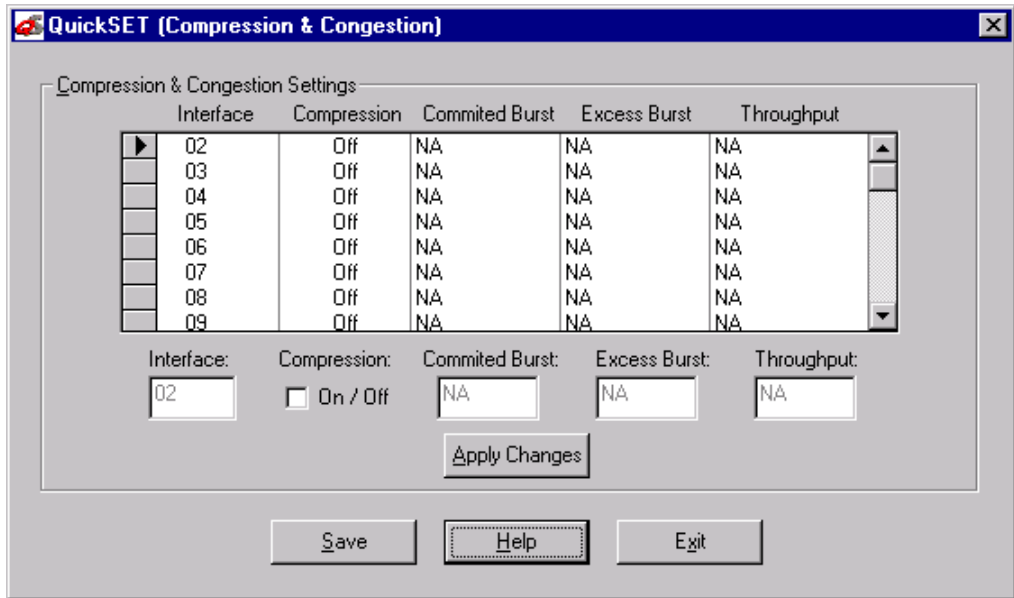 QuickSET (Compression & Congestion)
Compression & Congestion Settings
Interface Compression Commited Burst Excess Burst Throughput
02 Off NA NA NA
03 Off NA NA NA
04 Off NA NA NA
05 Off NA NA NA
06 Off NA NA NA
07 Off NA NA NA
08 Off NA NA NA
09 Off NA NA NA
Interface: Compression: Commited Burst: Excess Burst: Throughput:
02 On / Off NA NA NA
Apply Changes
Save Help Exit